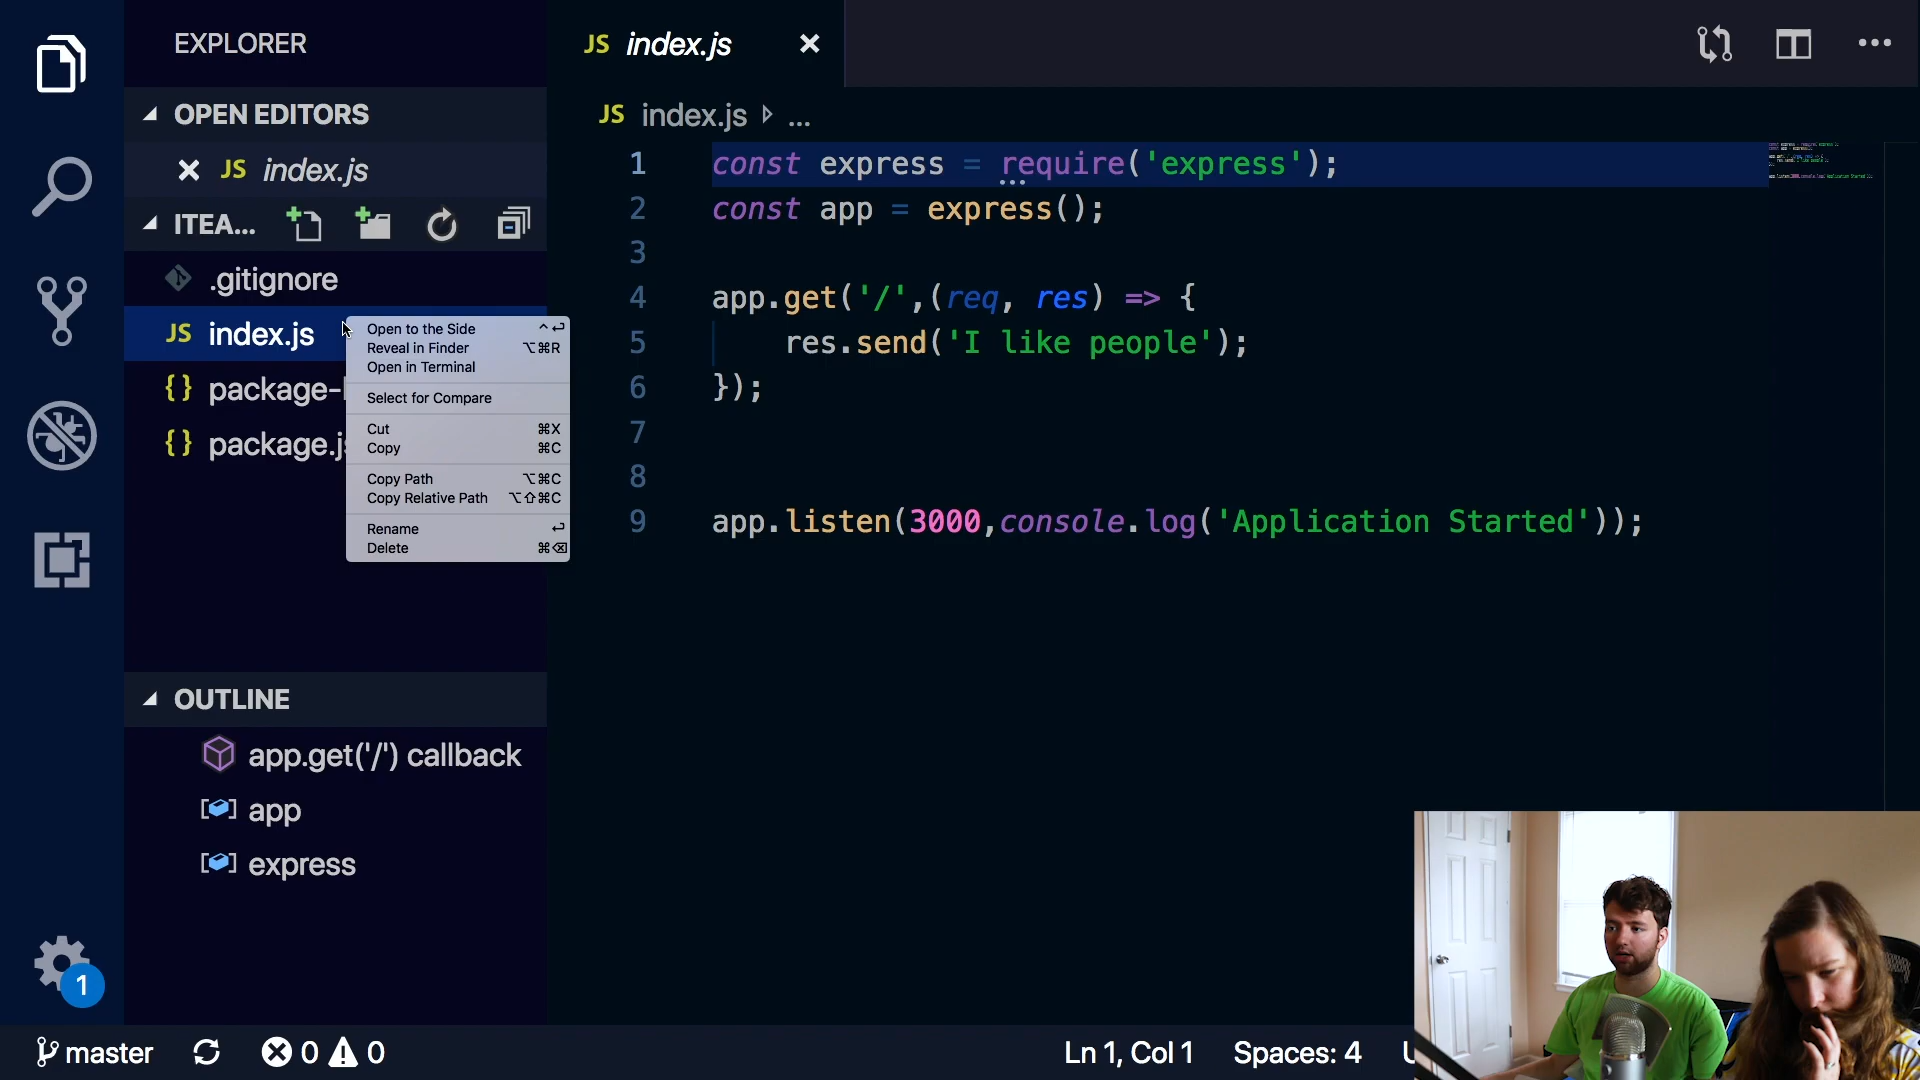 EXPLORER
OPEN EDITORS
JS index.js
ITEA...
.gitignore
JS index.js
{ } package-
{ } package.js
Open to the Side ^⏎
Reveal in Finder ⌥⌘R
Open in Terminal
Select for Compare
Cut ⌘X
Copy ⌘C
Copy Path ⌥⌘C
Copy Relative Path ⌥⇧⌘C
Rename ⏎
Delete ⌘⌫
OUTLINE
app.get('/') callback
app
express
1
JS index.js
JS index.js ...
1 const express = require('express');
2 const app = express();
3
4 app.get('/',(req, res) => {
5 res.send('I like people');
6 });
7
8
9 app.listen(3000,console.log('Application Started'));
master 0 0 Ln 1, Col 1 Spaces: 4